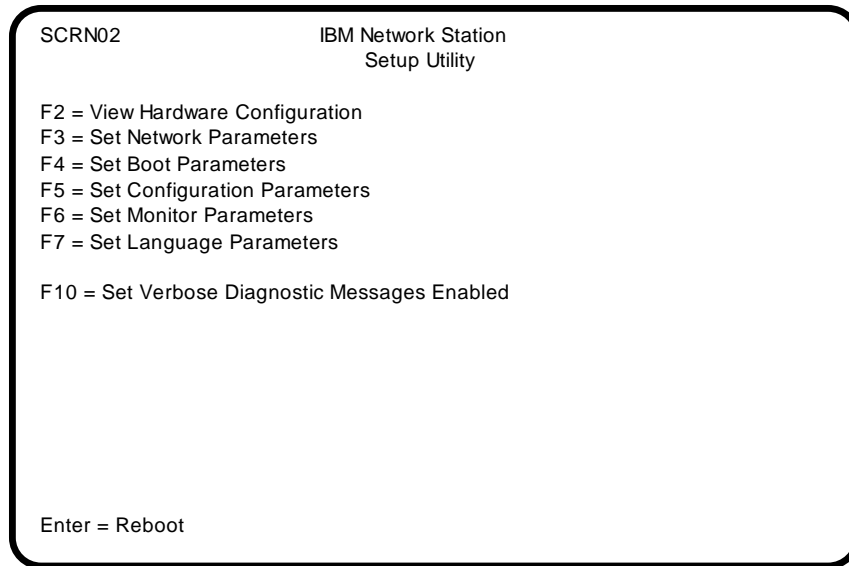 SCRN02 IBM Network Station
Setup Utility
F2 = View Hardware Configuration
F3 = Set Network Parameters
F4 = Set Boot Parameters
F5 = Set Configuration Parameters
F6 = Set Monitor Parameters
F7 = Set Language Parameters
F10 = Set Verbose Diagnostic Messages Enabled
Enter = Reboot